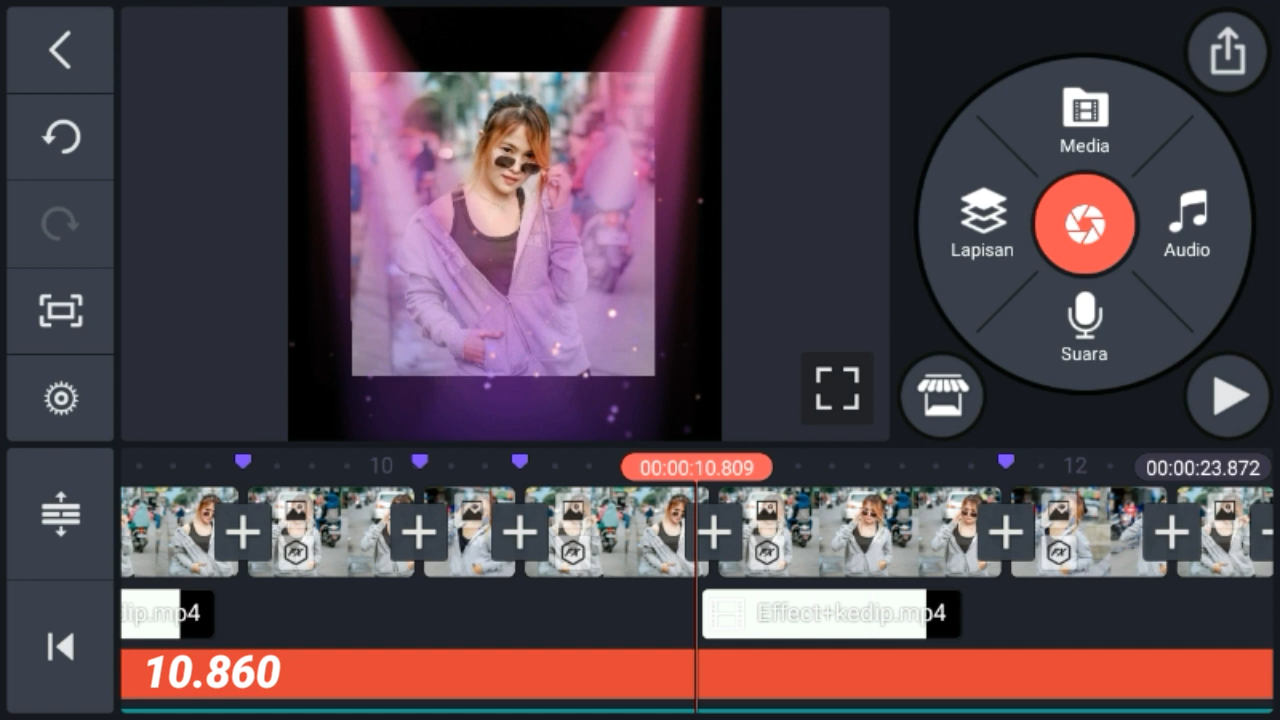 Media
Lapisan
Audio
Suara
10
00:00:10.809
12
00:00:23.872
lip.mp4
Effect+kedip.mp4
10.860